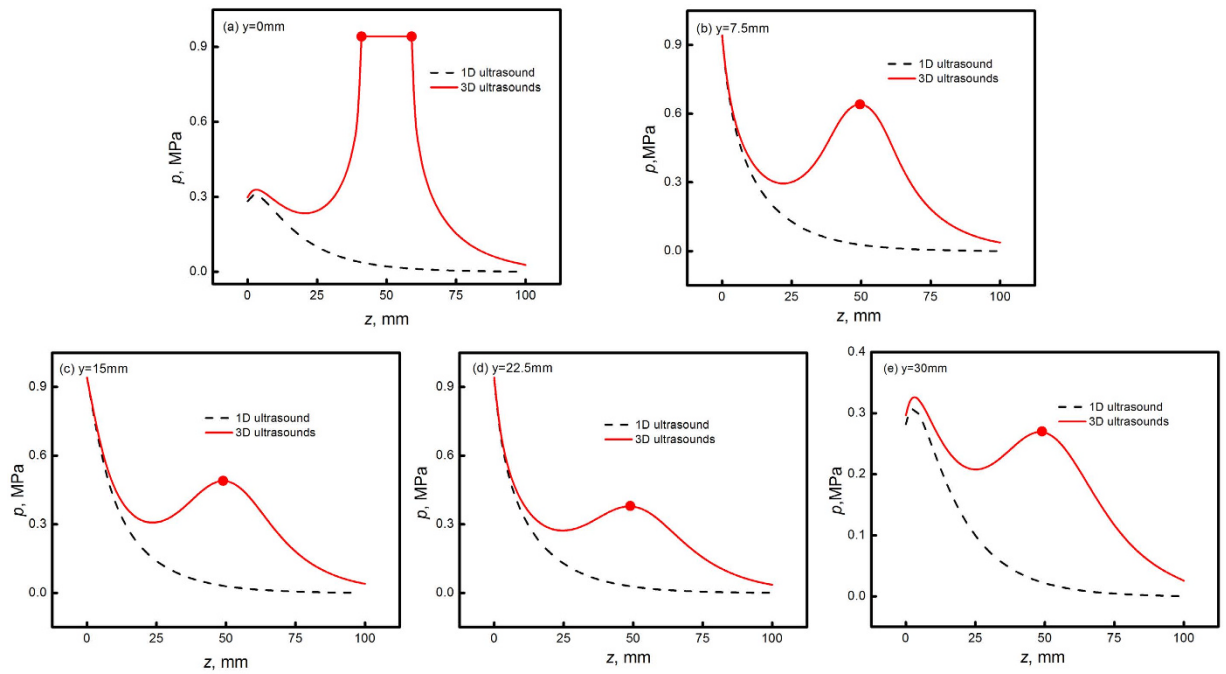 (a) y=0mm
0.9
0.6
0.3
0.0
p, MPa
1D ultrasound
3D ultrasounds
0 25 50 75 100
z, mm
(b) y=7.5mm
0.9
0.6
0.3
0.0
p,MPa
1D ultrasound
3D ultrasounds
0 25 50 75 100
z, mm
(c) y=15mm
0.9
0.6
0.3
0.0
p, MPa
1D ultrasound
3D ultrasounds
0 25 50 75 100
z, mm
(d) y=22.5mm
0.9
0.6
0.3
0.0
p, MPa
1D ultrasound
3D ultrasounds
0 25 50 75 100
z, mm
(e) y=30mm
0.4
0.3
0.2
0.1
0.0
p,MPa
1D ultrasound
3D ultrasounds
0 25 50 75 100
z, mm